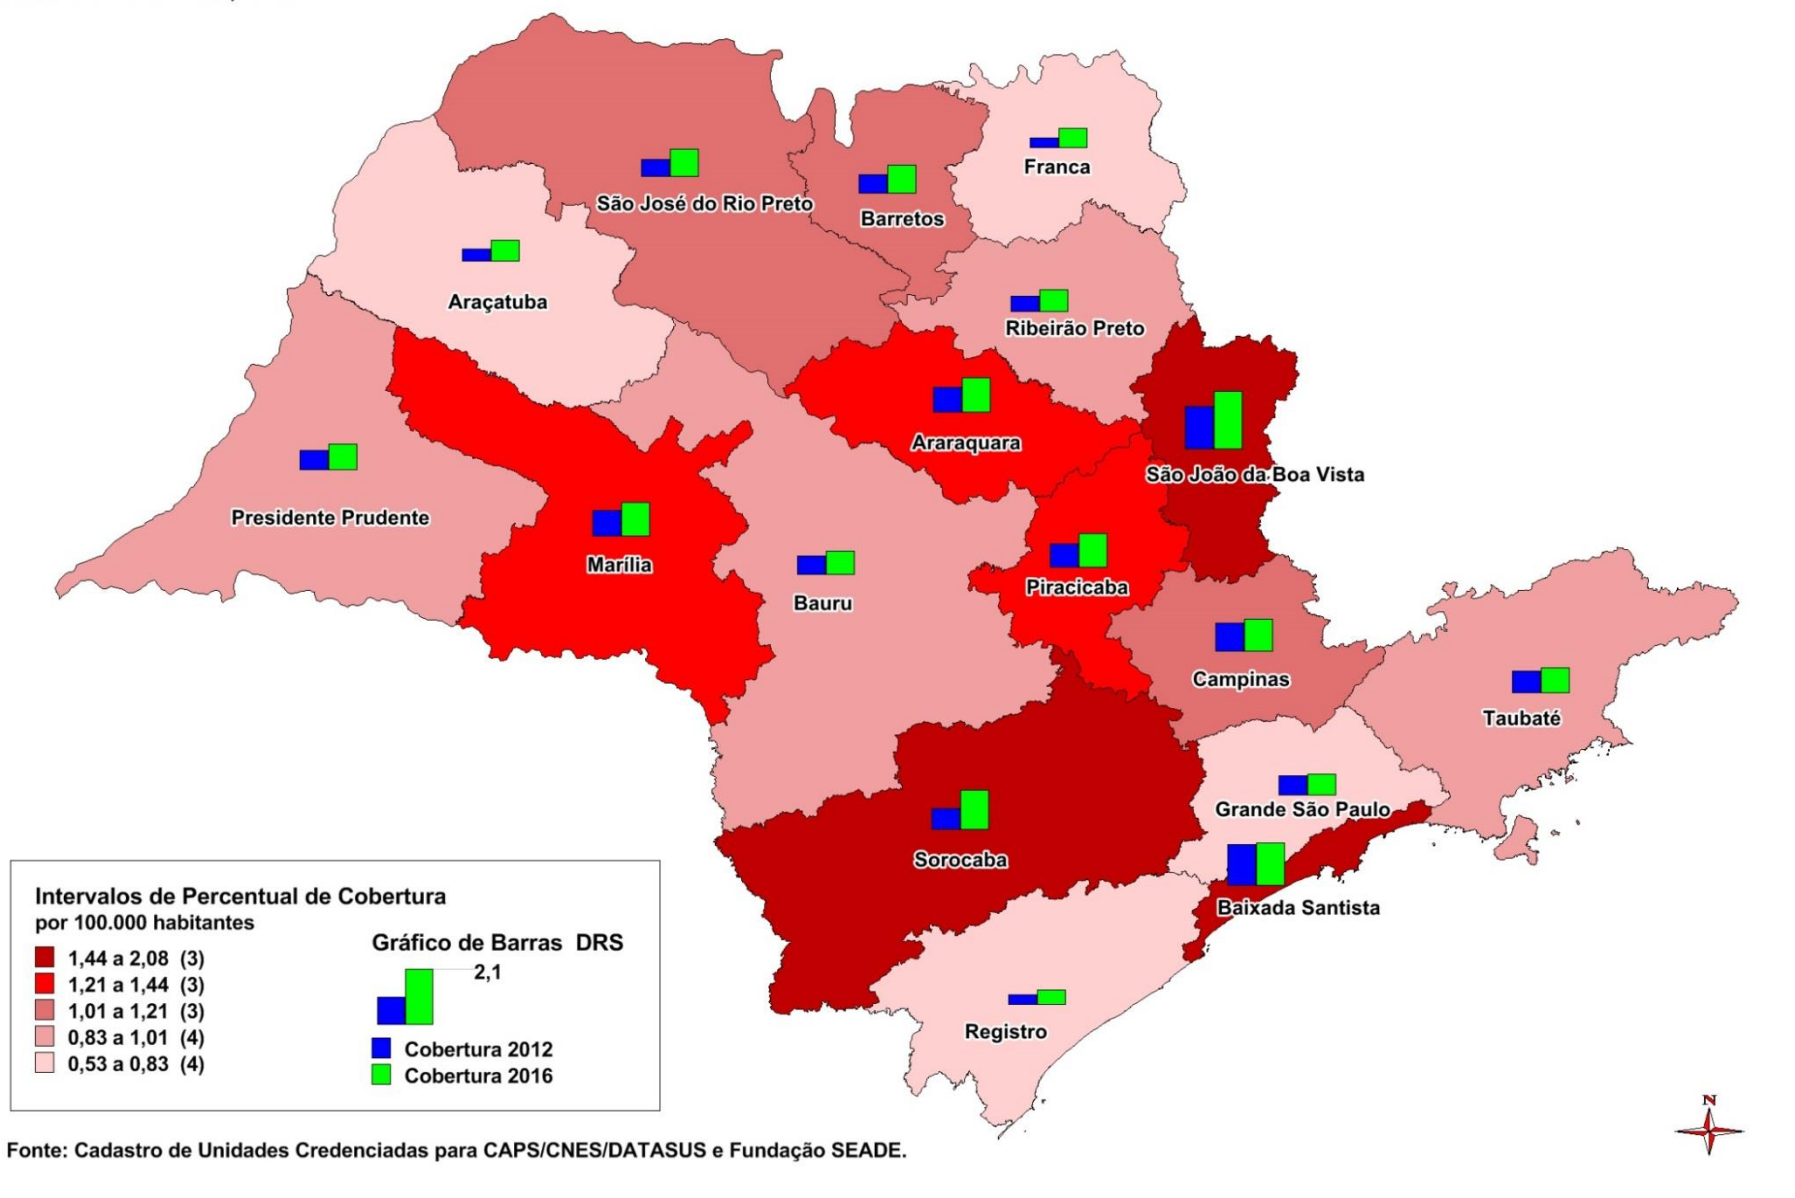 Franca
São José do Rio Preto
Barretos
Araçatuba
Ribeirão Preto
Araraquara
São João da Boa Vista
Presidente Prudente
Marília
Piracicaba
Bauru
Campinas
Taubaté
Grande São Paulo
Sorocaba
Baixada Santista
Registro
Intervalos de Percentual de Cobertura
por 100.000 habitantes
1,44 a 2,08 (3)
1,21 a 1,44 (3)
1,01 a 1,21 (3)
0,83 a 1,01 (4)
0,53 a 0,83 (4)
Gráfico de Barras DRS
2,1
Cobertura 2012
Cobertura 2016
N
Fonte: Cadastro de Unidades Credenciadas para CAPS/CNES/DATASUS e Fundação SEADE.